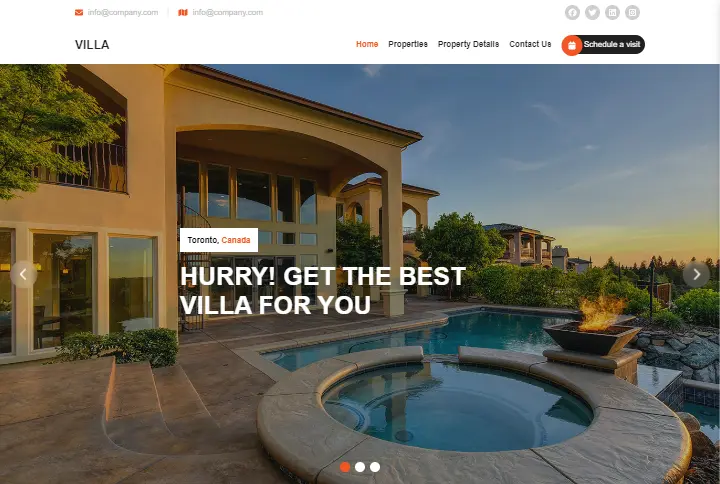 info@company.com
info@company.com
VILLA
Home Properties Property Details Contact Us Schedule a visit
Toronto, Canada
HURRY! GET THE BEST
VILLA FOR YOU